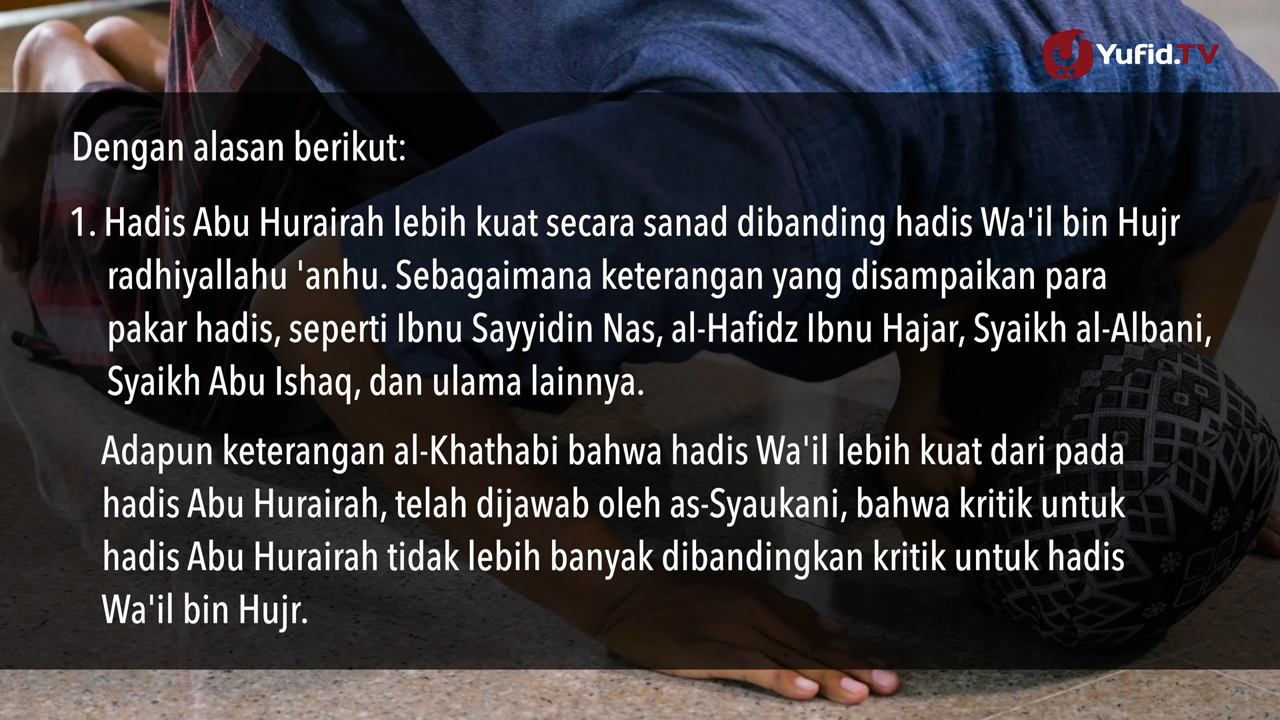 Yufid.TV
Dengan alasan berikut:
1. Hadis Abu Hurairah lebih kuat secara sanad dibanding hadis Wa'il bin Hujr
radhiyallahu 'anhu. Sebagaimana keterangan yang disampaikan para
pakar hadis, seperti Ibnu Sayyidin Nas, al-Hafidz Ibnu Hajar, Syaikh al-Albani,
Syaikh Abu Ishaq, dan ulama lainnya.
Adapun keterangan al-Khathabi bahwa hadis Wa'il lebih kuat dari pada
hadis Abu Hurairah, telah dijawab oleh as-Syaukani, bahwa kritik untuk
hadis Abu Hurairah tidak lebih banyak dibandingkan kritik untuk hadis
Wa'il bin Hujr.